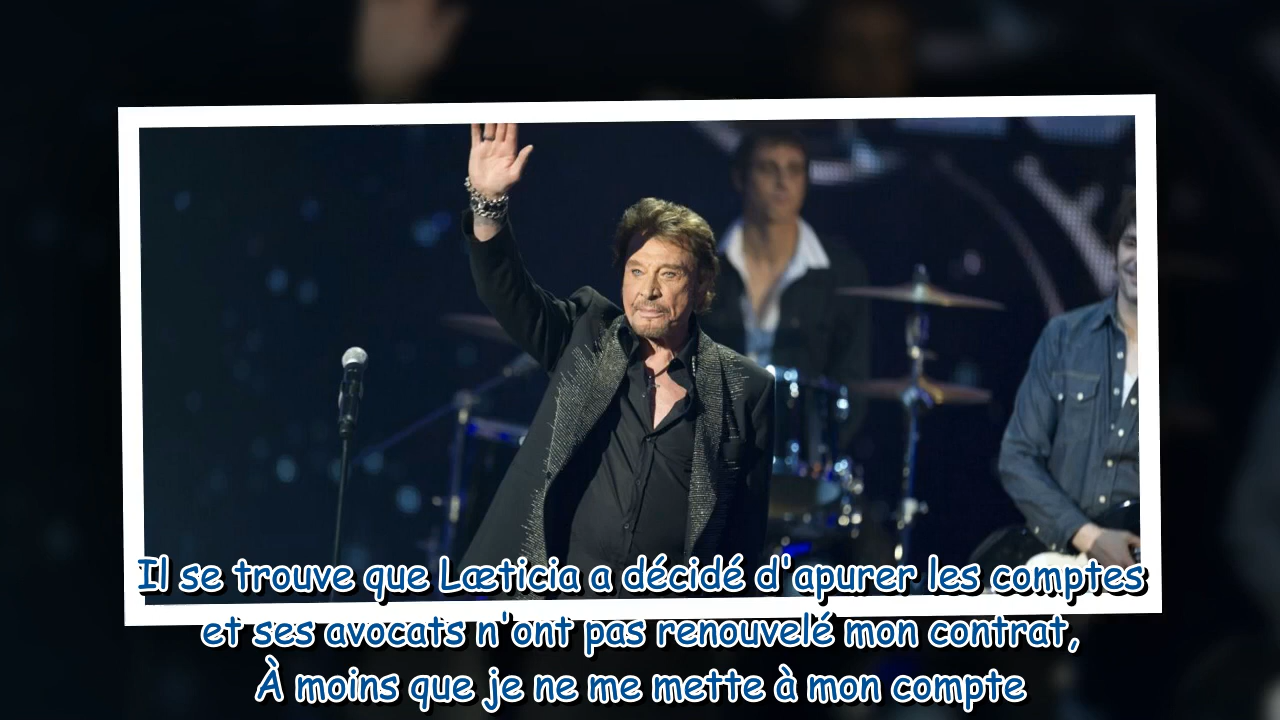 Il se trouve que Læticia a décidé d'apurer les comptes
et ses avocats n'ont pas renouvelé mon contrat,
À moins que je ne me mette à mon compte